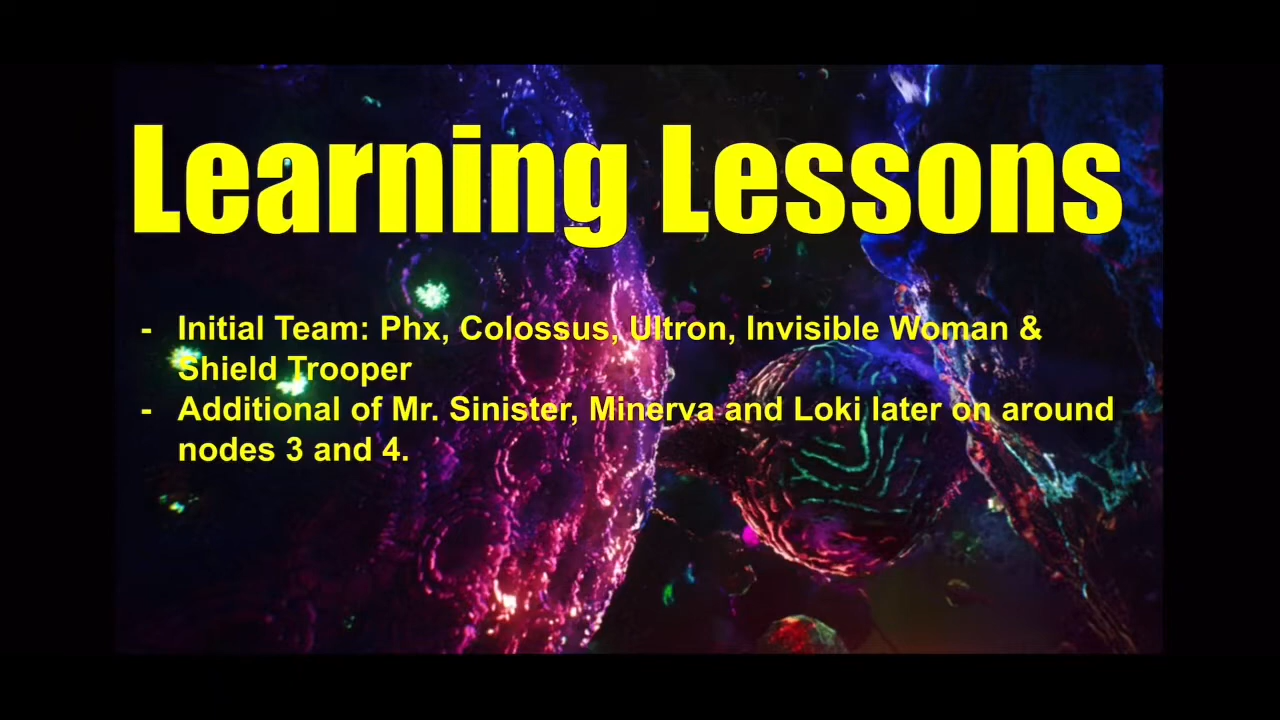 Learning Lessons
- Initial Team: Phx, Colossus, Ultron, Invisible Woman &
Shield Trooper
- Additional of Mr. Sinister, Minerva and Loki later on around
nodes 3 and 4.